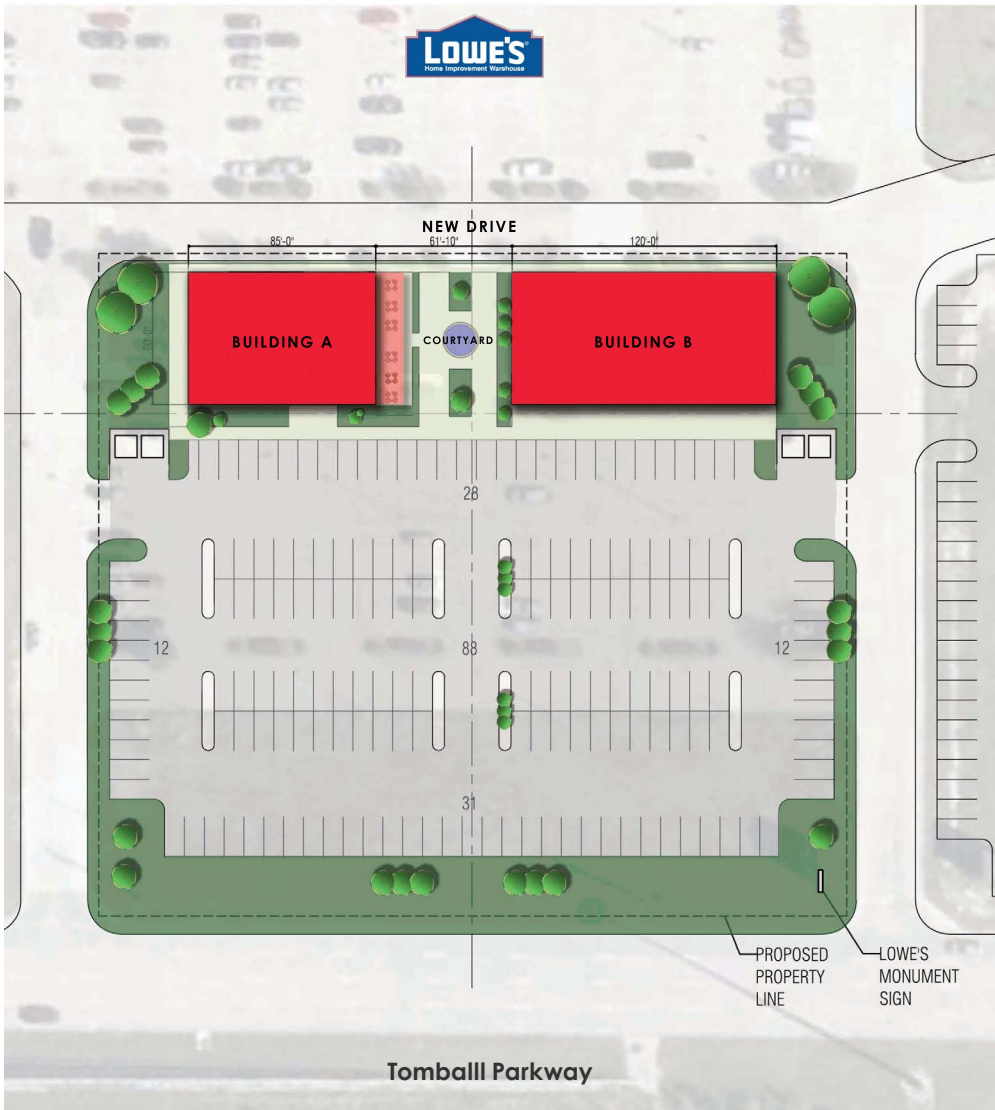 LOWE'S
Home Improvement Warehouse
NEW DRIVE
85'-0"
61'-10"
120'-0"
BUILDING A
COURTYARD
BUILDING B
28
12
88
12
31
PROPOSED
PROPERTY
LINE
LOWE'S
MONUMENT
SIGN
Tomballl Parkway